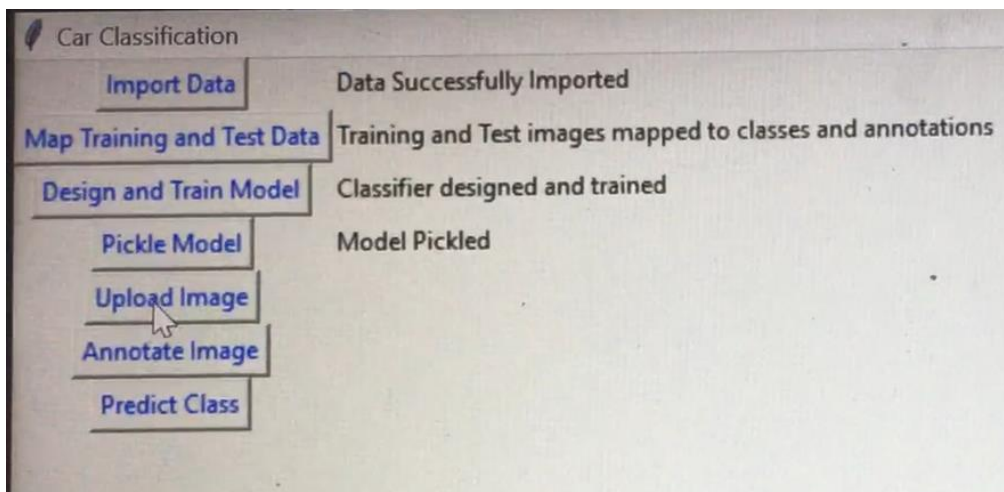 Car Classification
Import Data Data Successfully Imported
Map Training and Test Data Training and Test images mapped to classes and annotations
Design and Train Model Classifier designed and trained
Pickle Model Model Pickled
Upload Image
Annotate Image
Predict Class